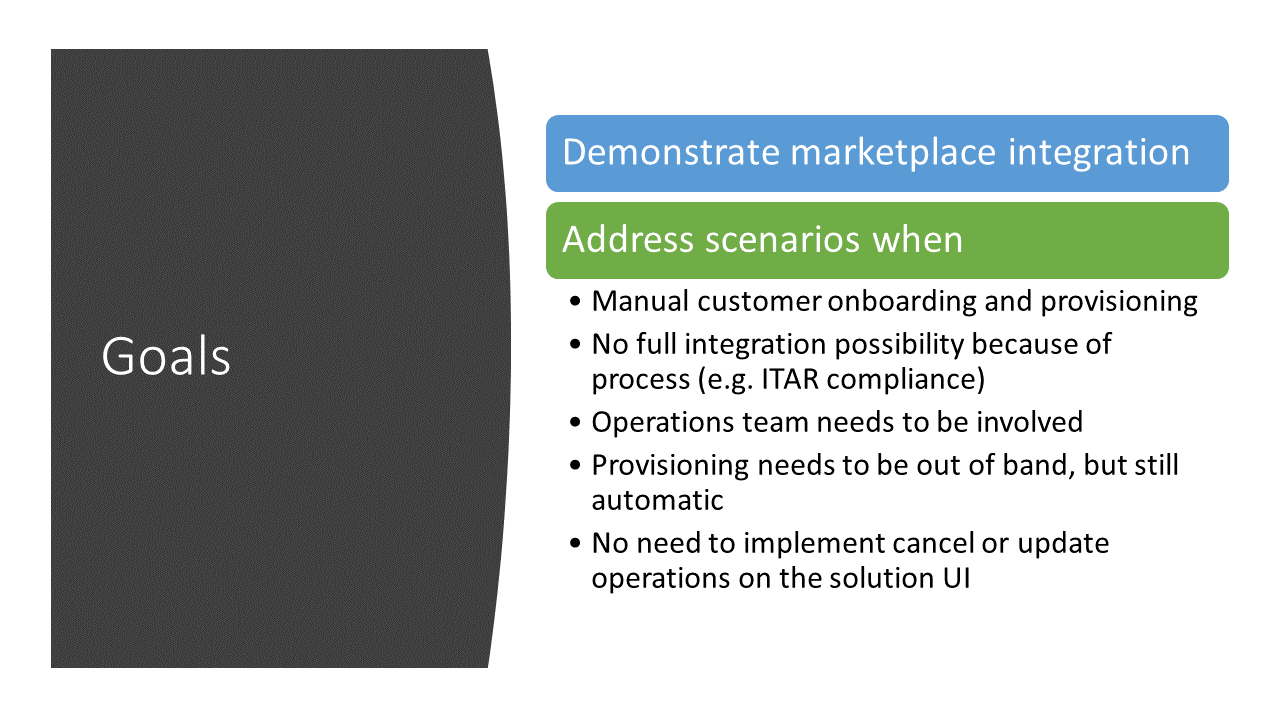 Goals
Demonstrate marketplace integration
Address scenarios when
• Manual customer onboarding and provisioning
• No full integration possibility because of
process (e.g. ITAR compliance)
• Operations team needs to be involved
• Provisioning needs to be out of band, but still
automatic
• No need to implement cancel or update
operations on the solution UI